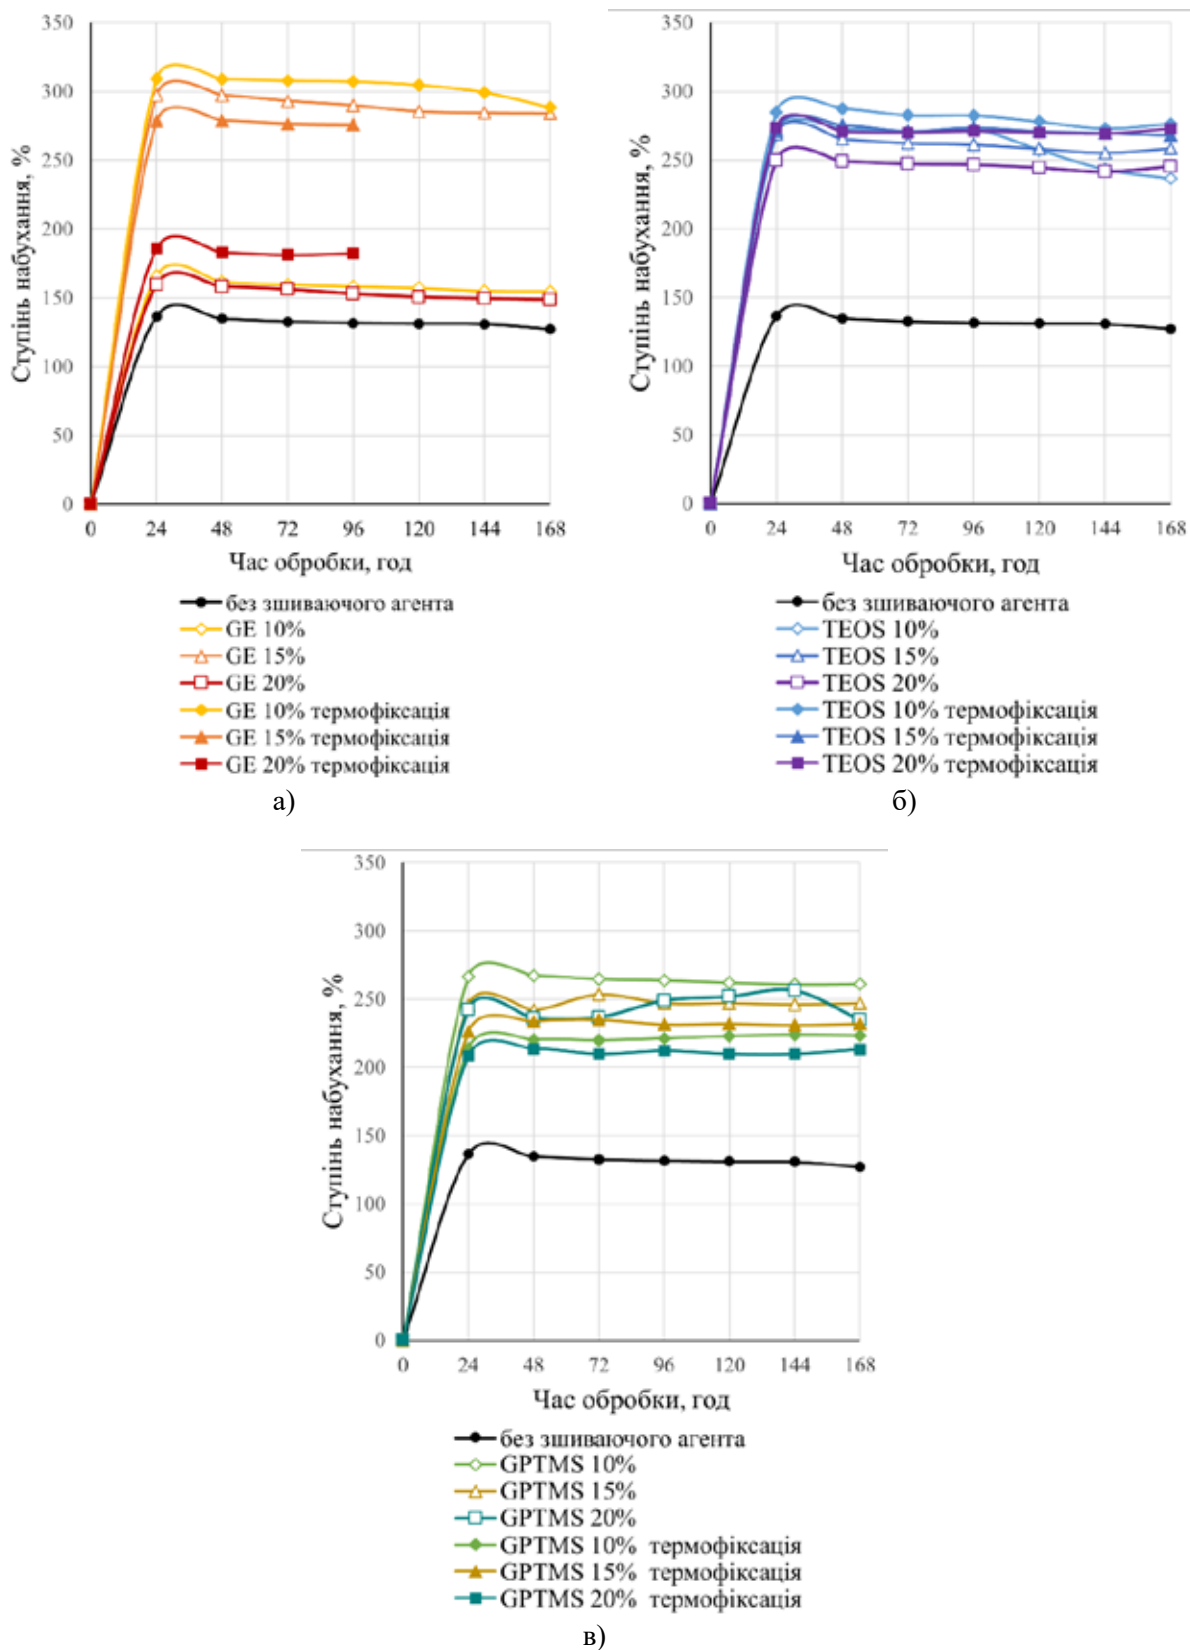 350
300
250
200
150
100
50
0
Ступінь набухання, %
0 24 48 72 96 120 144 168
Час обробки, год
без зшиваючого агента
GE 10%
GE 15%
GE 20%
GE 10% термофіксація
GE 15% термофіксація
GE 20% термофіксація
а)
350
300
250
200
150
100
50
0
Ступінь набухання, %
0 24 48 72 96 120 144 168
Час обробки, год
без зшиваючого агента
TEOS 10%
TEOS 15%
TEOS 20%
TEOS 10% термофіксація
TEOS 15% термофіксація
TEOS 20% термофіксація
б)
350
300
250
200
150
100
50
0
Ступінь набухання, %
0 24 48 72 96 120 144 168
Час обробки, год
без зшиваючого агента
GPTMS 10%
GPTMS 15%
GPTMS 20%
GPTMS 10% термофіксація
GPTMS 15% термофіксація
GPTMS 20% термофіксація
в)